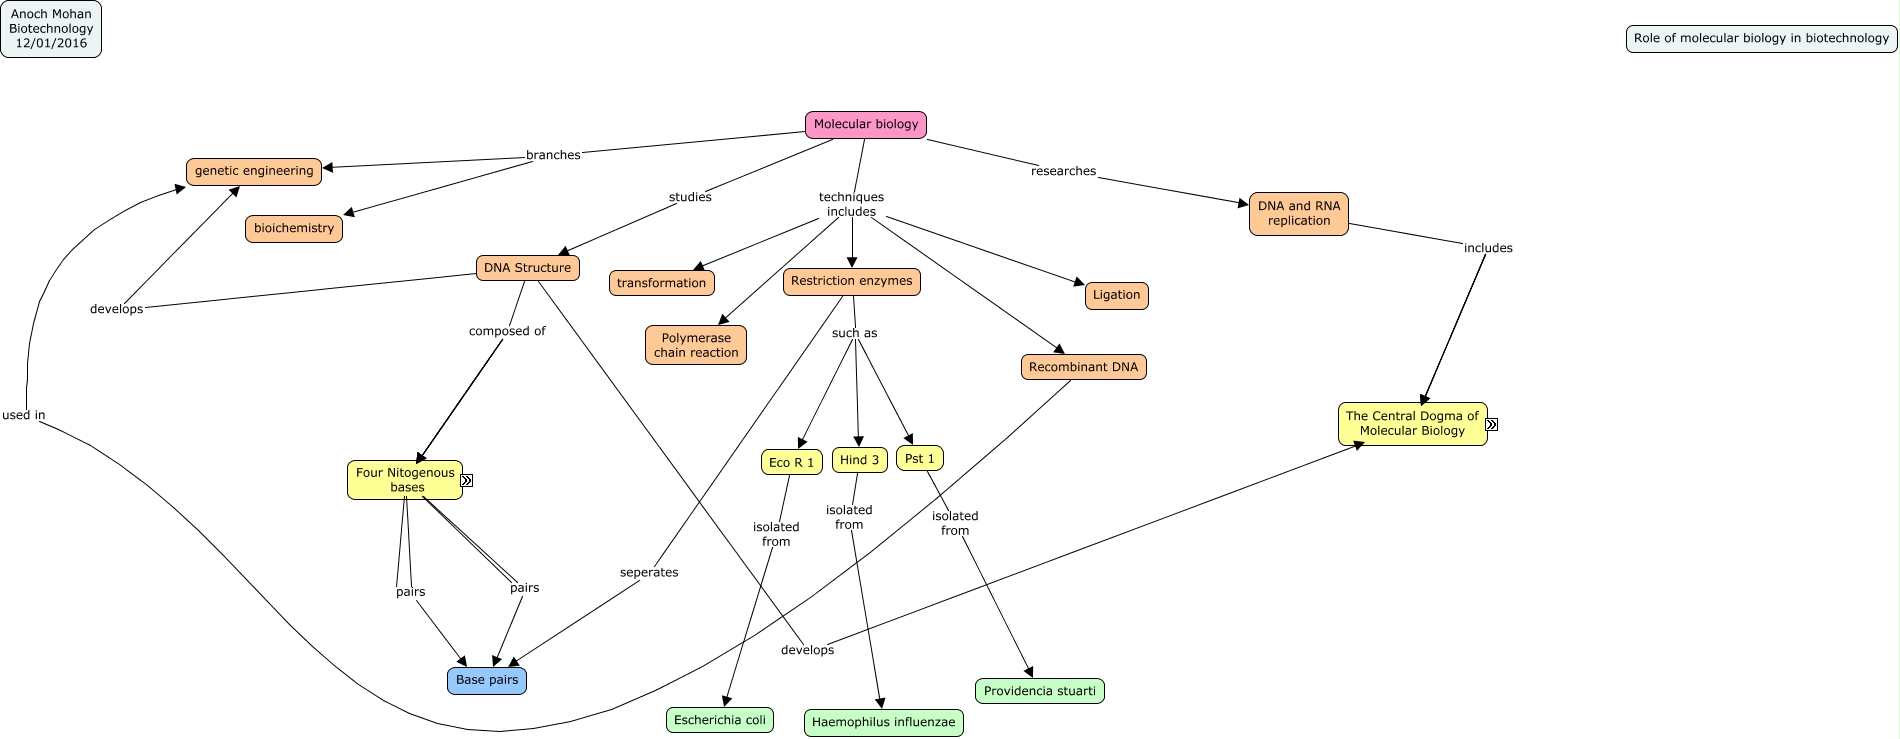 Anoch Mohan
Biotechnology
12/01/2016
Role of molecular biology in biotechnology
Molecular biology
branches
genetic engineering
bioichemistry
studies
techniques
includes
researches
DNA and RNA
replication
includes
DNA Structure
transformation
Restriction enzymes
Ligation
develops
composed of
Polymerase
chain reaction
such as
Recombinant DNA
used in
The Central Dogma of
Molecular Biology
Four Nitogenous
bases
Eco R 1
Hind 3
Pst 1
isolated
from
isolated
from
isolated
from
seperates
pairs
pairs
develops
Base pairs
Escherichia coli
Haemophilus influenzae
Providencia stuarti